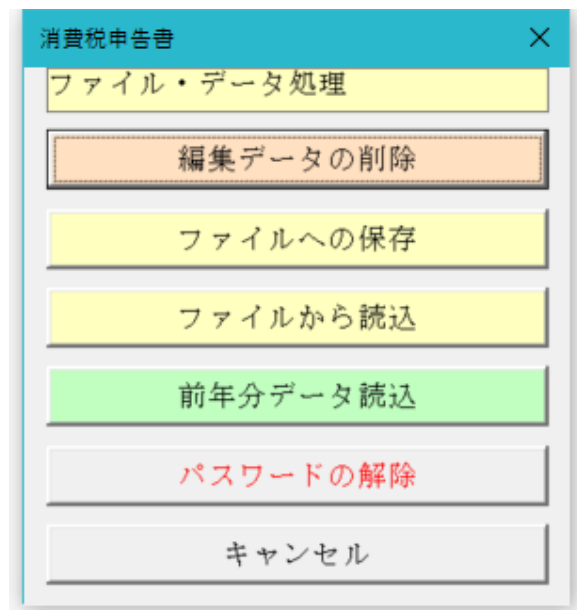 消費税申告書
ファイル・データ処理
編集データの削除
ファイルへの保存
ファイルから読込
前年分データ読込
パスワードの解除
キャンセル